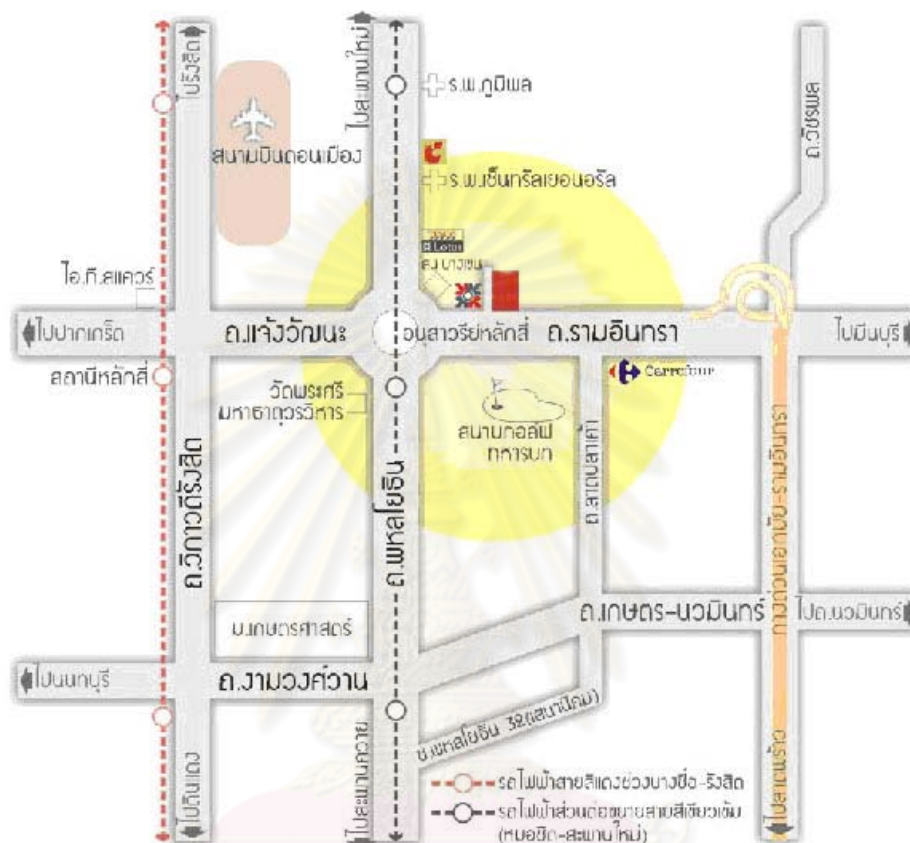 ไปรังสิต
ไปสะพานใหม่
ร.พ.ภูมิพล
ถ.วัชรพล
สนามบินดอนเมือง
ร.พ.เซ็นทรัลเยอนอรัล
Lotus
สน.บางเขน
ไอ.ที.สแควร์
ไปปากเกร็ด
ถ.แจ้งวัฒนะ
อนุสาวรีย์หลักสี่
ถ.รามอินทรา
ไปมีนบุรี
สถานีหลักสี่
Carrefour
วัดพระศรี
มหาธาตุวรวิหาร
สนามกอล์ฟ
ทหารบก
ถ.ลาดปลาเค้า
ทางด่วนเอกมัย-รามอินทรา
ถ.วิภาวดีรังสิต
ถ.พหลโยธิน
ม.เกษตรศาสตร์
ถ.เกษตร-นวมินทร์
ไปถ.นวมินทร์
ไปนนทบุรี
ถ.งามวงศ์วาน
ซ.พหลโยธิน 32(เสนานิคม)
ไปดินแดง
ไปสะพานควาย
ไปลาดพร้าว
รถไฟฟ้าสายสีแดงช่วงบางซื่อ-รังสิต
รถไฟฟ้าส่วนต่อขยายสายสีเขียวเข้ม
(หมอชิต-สะพานใหม่)